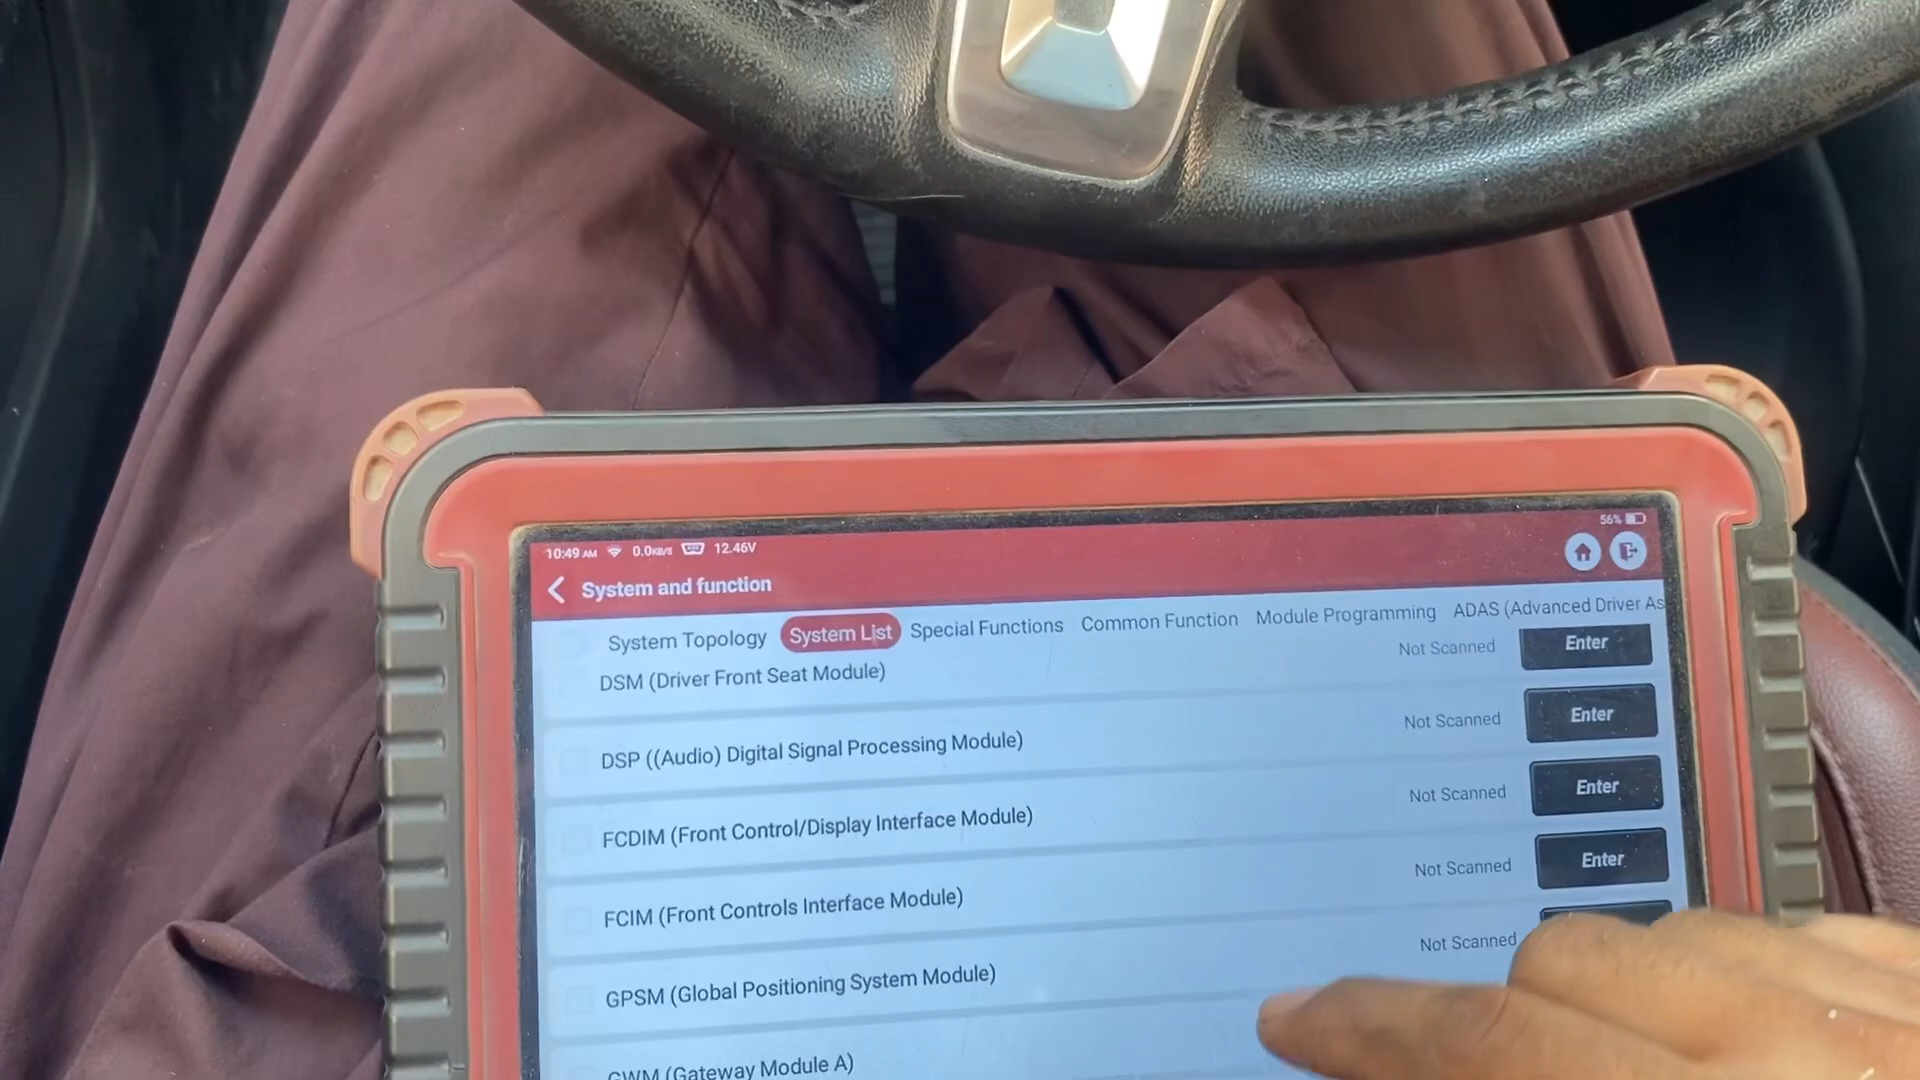 56%
10:49 AM 0.0KB/S 12.46V
System and function
System Topology System List Special Functions Common Function Module Programming ADAS (Advanced Driver As
DSM (Driver Front Seat Module) Not Scanned Enter
DSP ((Audio) Digital Signal Processing Module) Not Scanned Enter
FCDIM (Front Control/Display Interface Module) Not Scanned Enter
FCIM (Front Controls Interface Module) Not Scanned Enter
GPSM (Global Positioning System Module) Not Scanned
GWM (Gateway Module A)